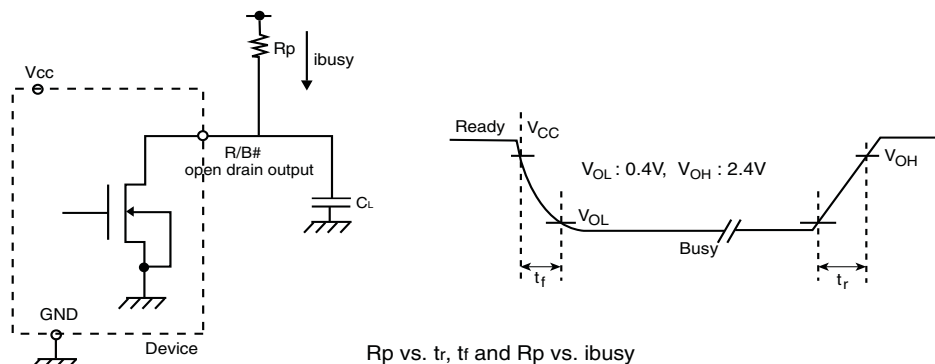 Rp
ibusy
Vcc
R/B#
open drain output
CL
GND
Device
Ready
VCC
VOL : 0.4V, VOH : 2.4V
VOH
VOL
Busy
tf
tr
Rp vs. tr, tf and Rp vs. ibusy